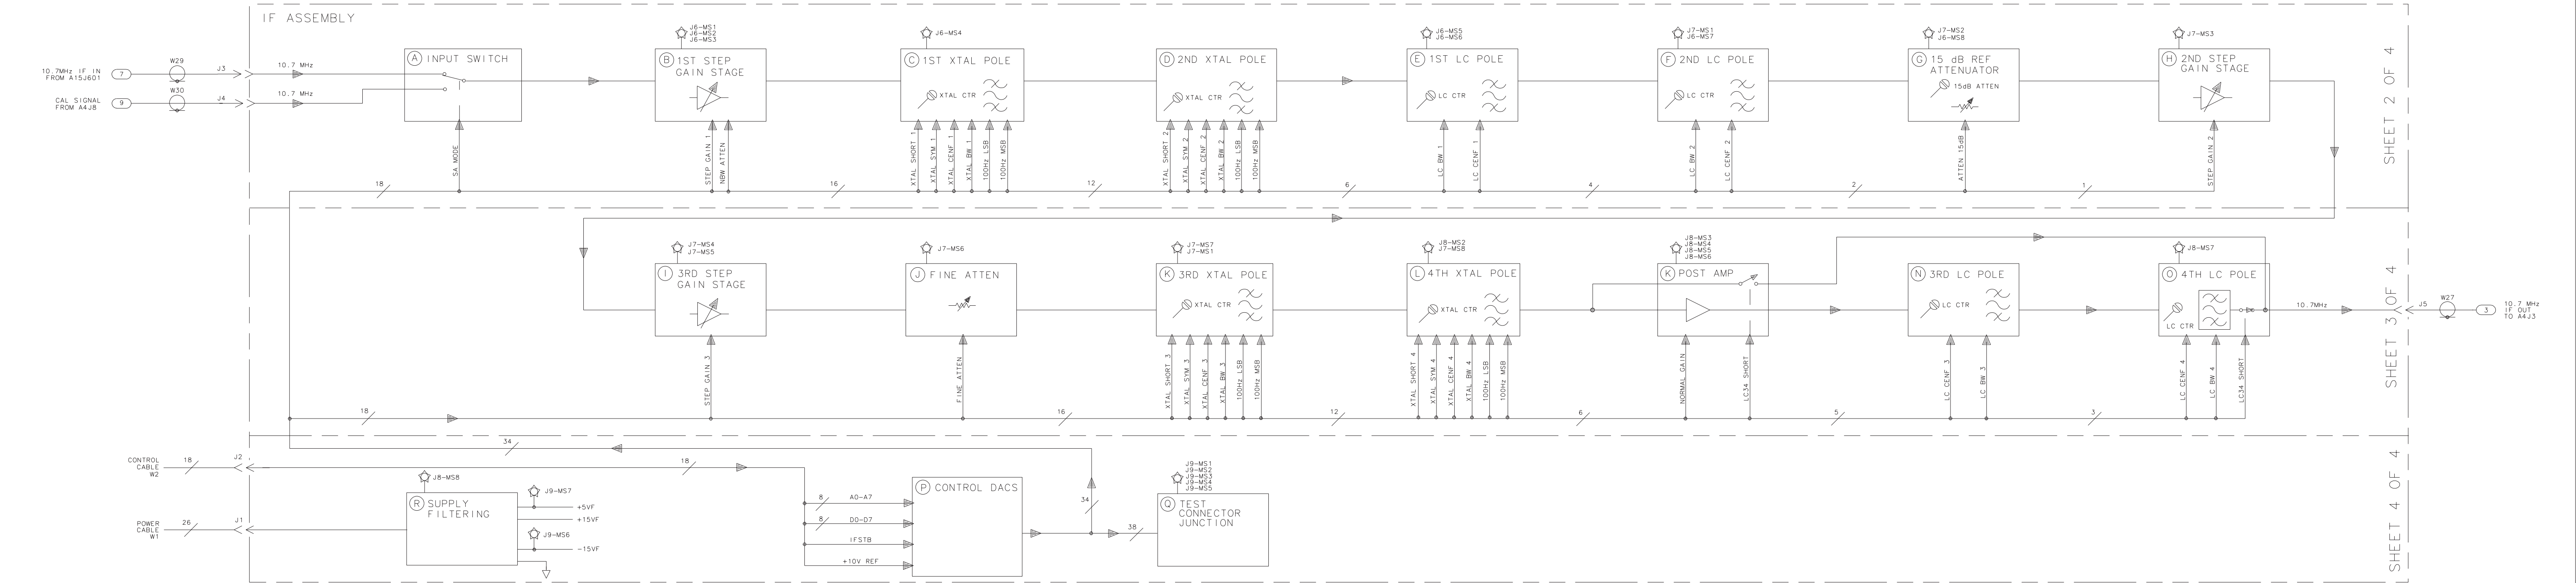 IF ASSEMBLY
SHEET 2 OF 4
10.7MHz IF IN
FROM A15J601
7
W29
J3
10.7 MHz
CAL SIGNAL
FROM A4J8
9
W30
J4
10.7 MHz
A INPUT SWITCH
SA MODE
J6-MS1
J6-MS2
J6-MS3
B 1ST STEP
GAIN STAGE
STEP GAIN 1
NBW ATTEN
J6-MS4
C 1ST XTAL POLE
XTAL CTR
XTAL SHORT 1
XTAL SYM 1
XTAL CENF 1
XTAL BW 1
100Hz LSB
100Hz MSB
D 2ND XTAL POLE
XTAL CTR
XTAL SHORT 2
XTAL SYM 2
XTAL CENF 2
XTAL BW 2
100Hz LSB
100Hz MSB
J6-MS5
J6-MS6
E 1ST LC POLE
LC CTR
LC BW 1
LC CENF 1
J7-MS1
J6-MS7
F 2ND LC POLE
LC CTR
LC BW 2
LC CENF 2
J7-MS2
J6-MS8
G 15 dB REF
ATTENUATOR
15dB ATTEN
ATTEN 15dB
J7-MS3
H 2ND STEP
GAIN STAGE
STEP GAIN 2
18
16
12
6
4
2
1
SHEET 3 OF 4
J7-MS4
J7-MS5
I 3RD STEP
GAIN STAGE
STEP GAIN 3
J7-MS6
J FINE ATTEN
FINE ATTEN
J7-MS7
J7-MS1
K 3RD XTAL POLE
XTAL CTR
XTAL SHORT 3
XTAL SYM 3
XTAL CENF 3
XTAL BW 3
100Hz LSB
100Hz MSB
J8-MS2
J7-MS8
L 4TH XTAL POLE
XTAL CTR
XTAL SHORT 4
XTAL SYM 4
XTAL CENF 4
XTAL BW 4
100Hz LSB
100Hz MSB
J8-MS3
J8-MS4
J8-MS5
J8-MS6
K POST AMP
NORMAL GAIN
LC34 SHORT
N 3RD LC POLE
LC CTR
LC CENF 3
LC BW 3
J8-MS7
O 4TH LC POLE
LC CTR
LC CENF 4
LC BW 4
LC34 SHORT
10.7MHz
J5
W27
3
10.7 MHz
IF OUT
TO A4J3
18
16
12
6
5
3
SHEET 4 OF 4
34
CONTROL
CABLE
W2
18
J2
18
POWER
CABLE
W1
26
J1
J8-MS8
R SUPPLY
FILTERING
J9-MS7
+5VF
+15VF
J9-MS6
-15VF
8
A0-A7
8
D0-D7
IFSTB
+10V REF
P CONTROL DACS
34
38
J9-MS1
J9-MS2
J9-MS3
J9-MS4
J9-MS5
Q TEST
CONNECTOR
JUNCTION